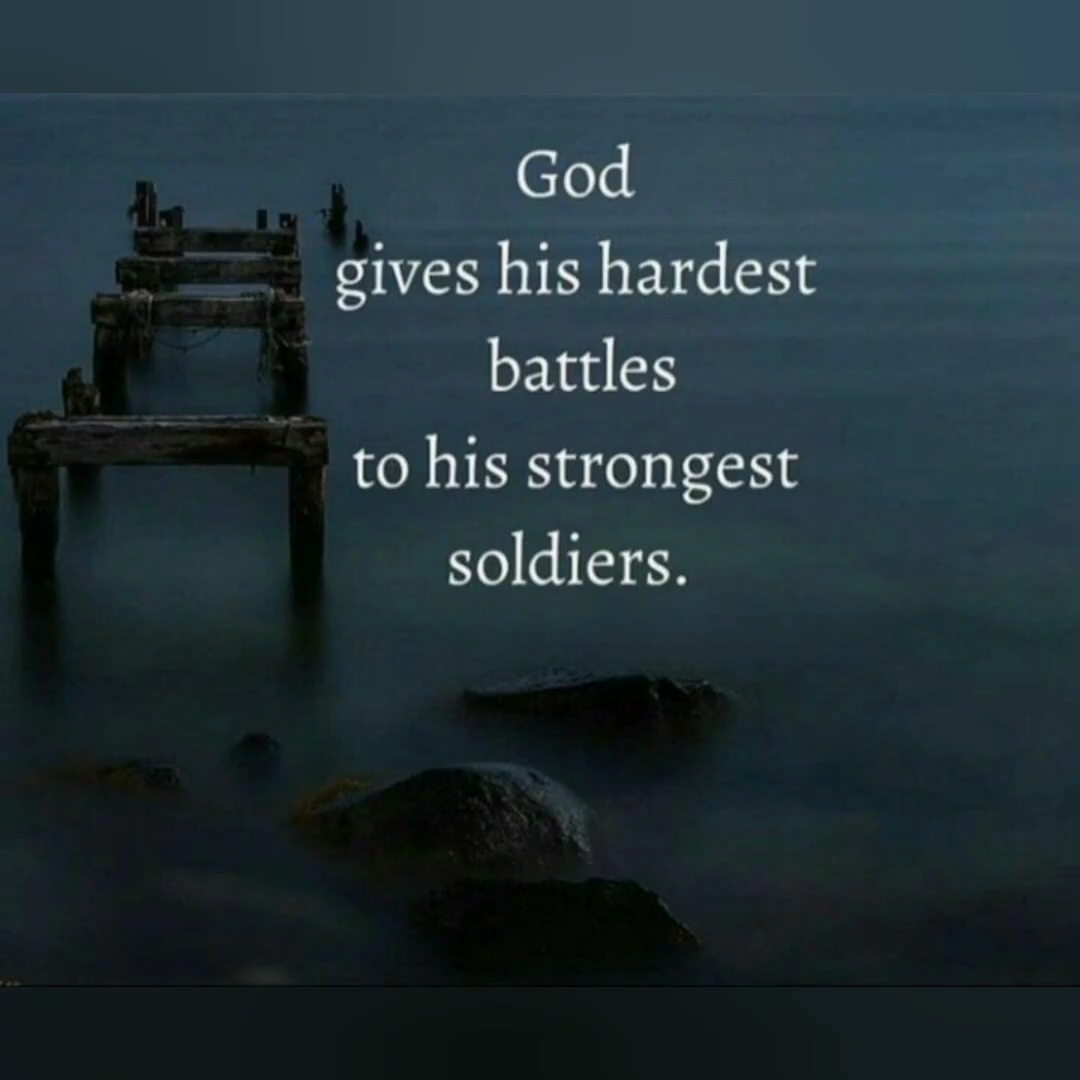 God
gives his hardest
battles
to his strongest
soldiers.